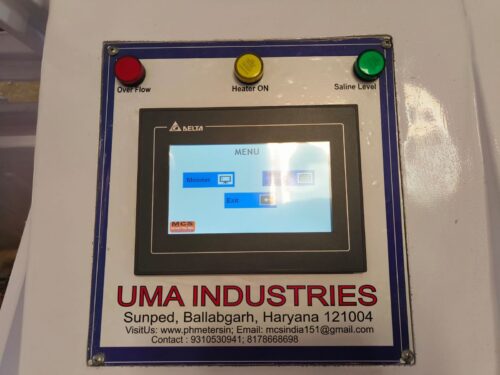 Over Flow
Heater ON
Saline Level
DELTA
MENU
Monitor
Exit
MCS
UMA INDUSTRIES
Sunped, Ballabgarh, Haryana 121004
VisitUs: www.phmetersin; Email: mcsindia151@gmail.com
Contact : 9310530941; 8178668698